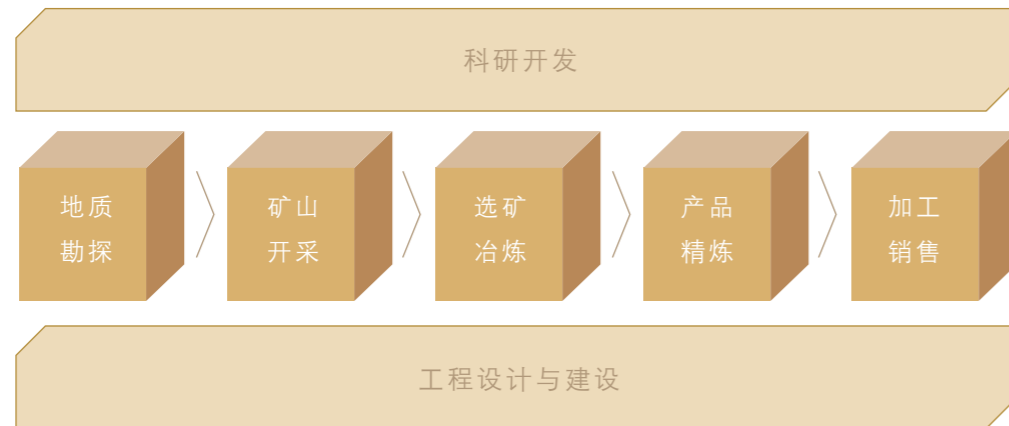 科研开发
地质
勘探
矿山
开采
选矿
冶炼
产品
精炼
加工
销售
工程设计与建设